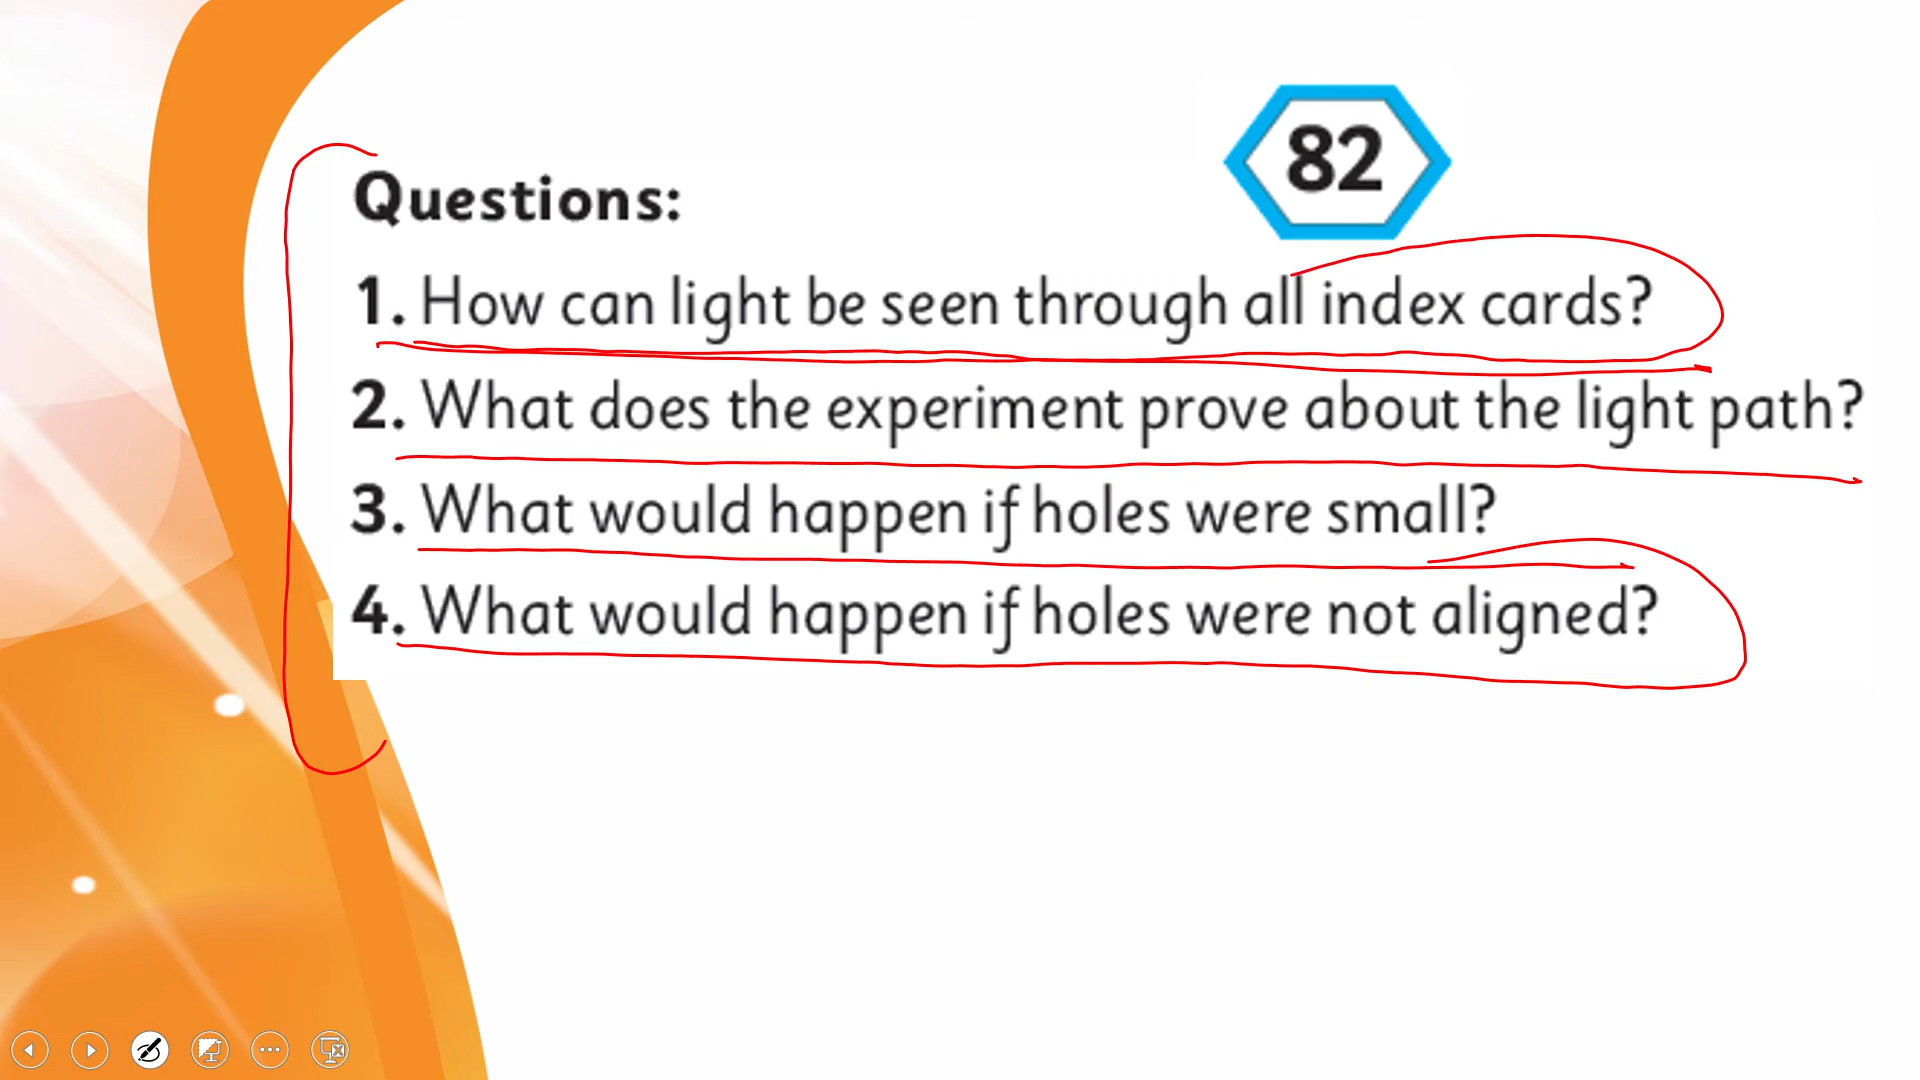 82
Questions:
1. How can light be seen through all index cards?
2. What does the experiment prove about the light path?
3. What would happen if holes were small?
4. What would happen if holes were not aligned?